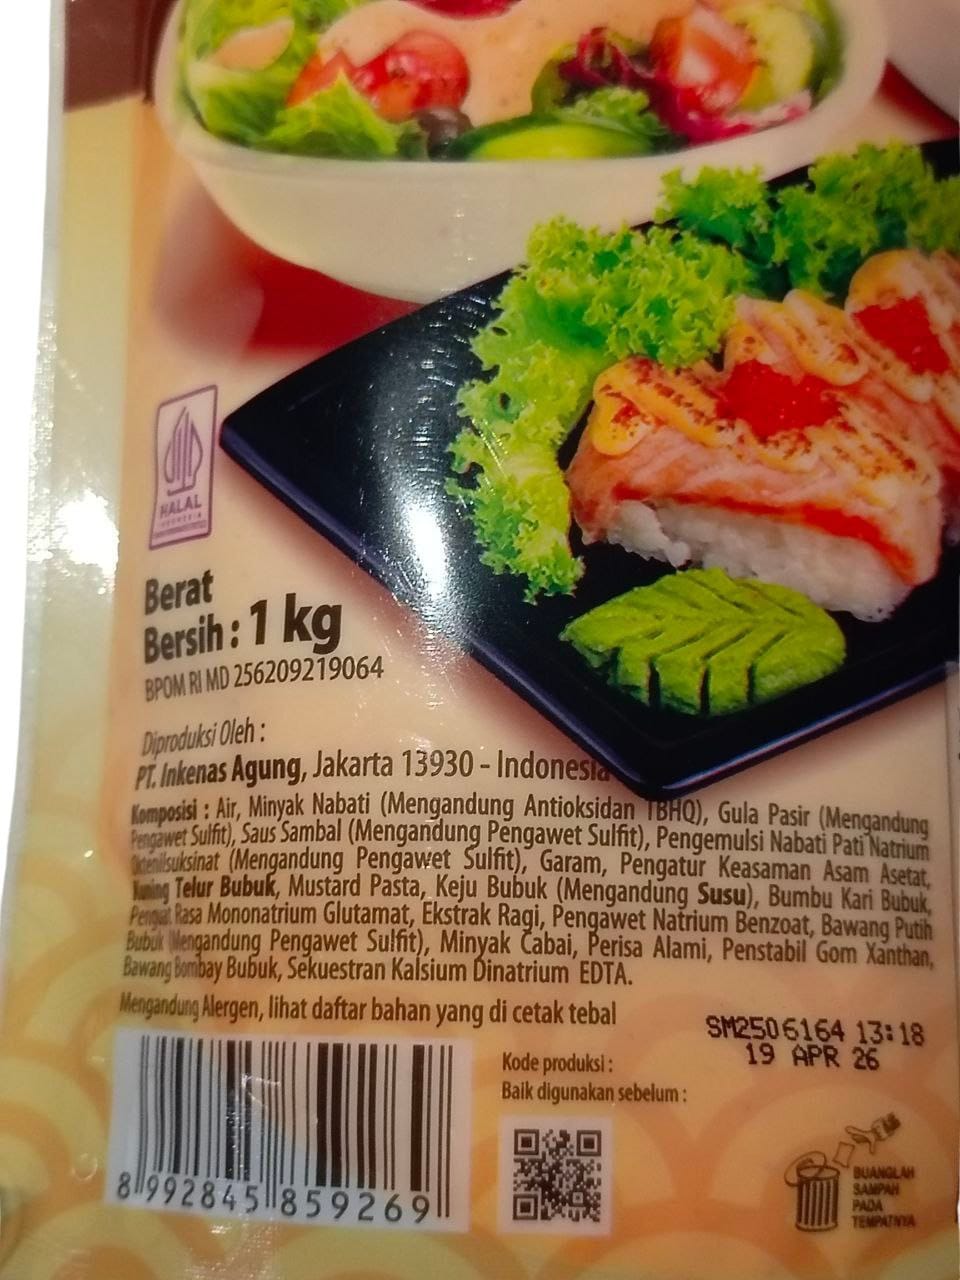 HALAL
INDONESIA
Berat
Bersih : 1 kg
BPOM RI MD 256209219064
Diproduksi Oleh :
PT. Inkenas Agung, Jakarta 13930 - Indonesia
Komposisi : Air, Minyak Nabati (Mengandung Antioksidan TBHQ), Gula Pasir (Mengandung
Pengawet Sulfit), Saus Sambal (Mengandung Pengawet Sulfit), Pengemulsi Nabati Pati Natrium
Oktenilsuksinat (Mengandung Pengawet Sulfit), Garam, Pengatur Keasaman Asam Asetat,
Kuning Telur Bubuk, Mustard Pasta, Keju Bubuk (Mengandung Susu), Bumbu Kari Bubuk,
Penguat Rasa Mononatrium Glutamat, Ekstrak Ragi, Pengawet Natrium Benzoat, Bawang Putih
Bubuk (Mengandung Pengawet Sulfit), Minyak Cabai, Perisa Alami, Penstabil Gom Xanthan,
Bawang Bombay Bubuk, Sekuestran Kalsium Dinatrium EDTA.
Mengandung Alergen, lihat daftar bahan yang di cetak tebal
SM2506164 13:18
19 APR 26
Kode produksi :
Baik digunakan sebelum :
8 992845 859269
BUANGLAH
SAMPAH
PADA
TEMPATNYA